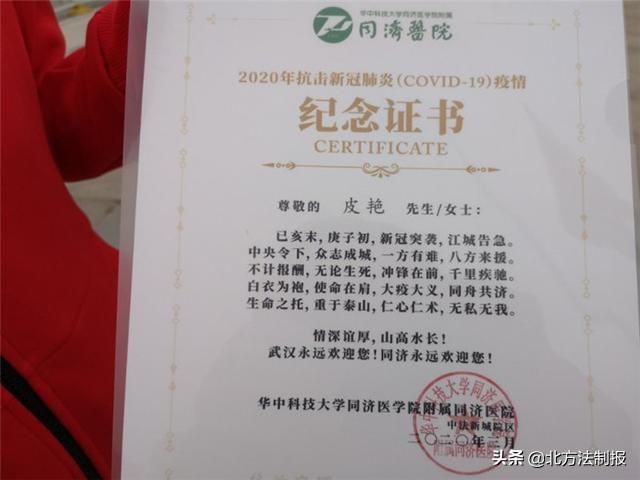 华中科技大学同济医学院附属
同濟醫院
2020年抗击新冠肺炎(COVID-19)疫情
纪念证书
CERTIFICATE
尊敬的 皮艳 先生/女士:
已亥末,庚子初,新冠突袭,江城告急。
中央令下,众志成城,一方有难,八方来援。
不计报酬,无论生死,冲锋在前,千里疾驰。
白衣为袍,使命在肩,大疫大义,同舟共济。
生命之托,重于泰山,仁心仁术,无私无我。
情深谊厚,山高水长!
武汉永远欢迎您!同济永远欢迎您!
华中科技大学同济医学院附属同济医院
中法新城院区
二〇二〇年三月
头条 @北方法制报